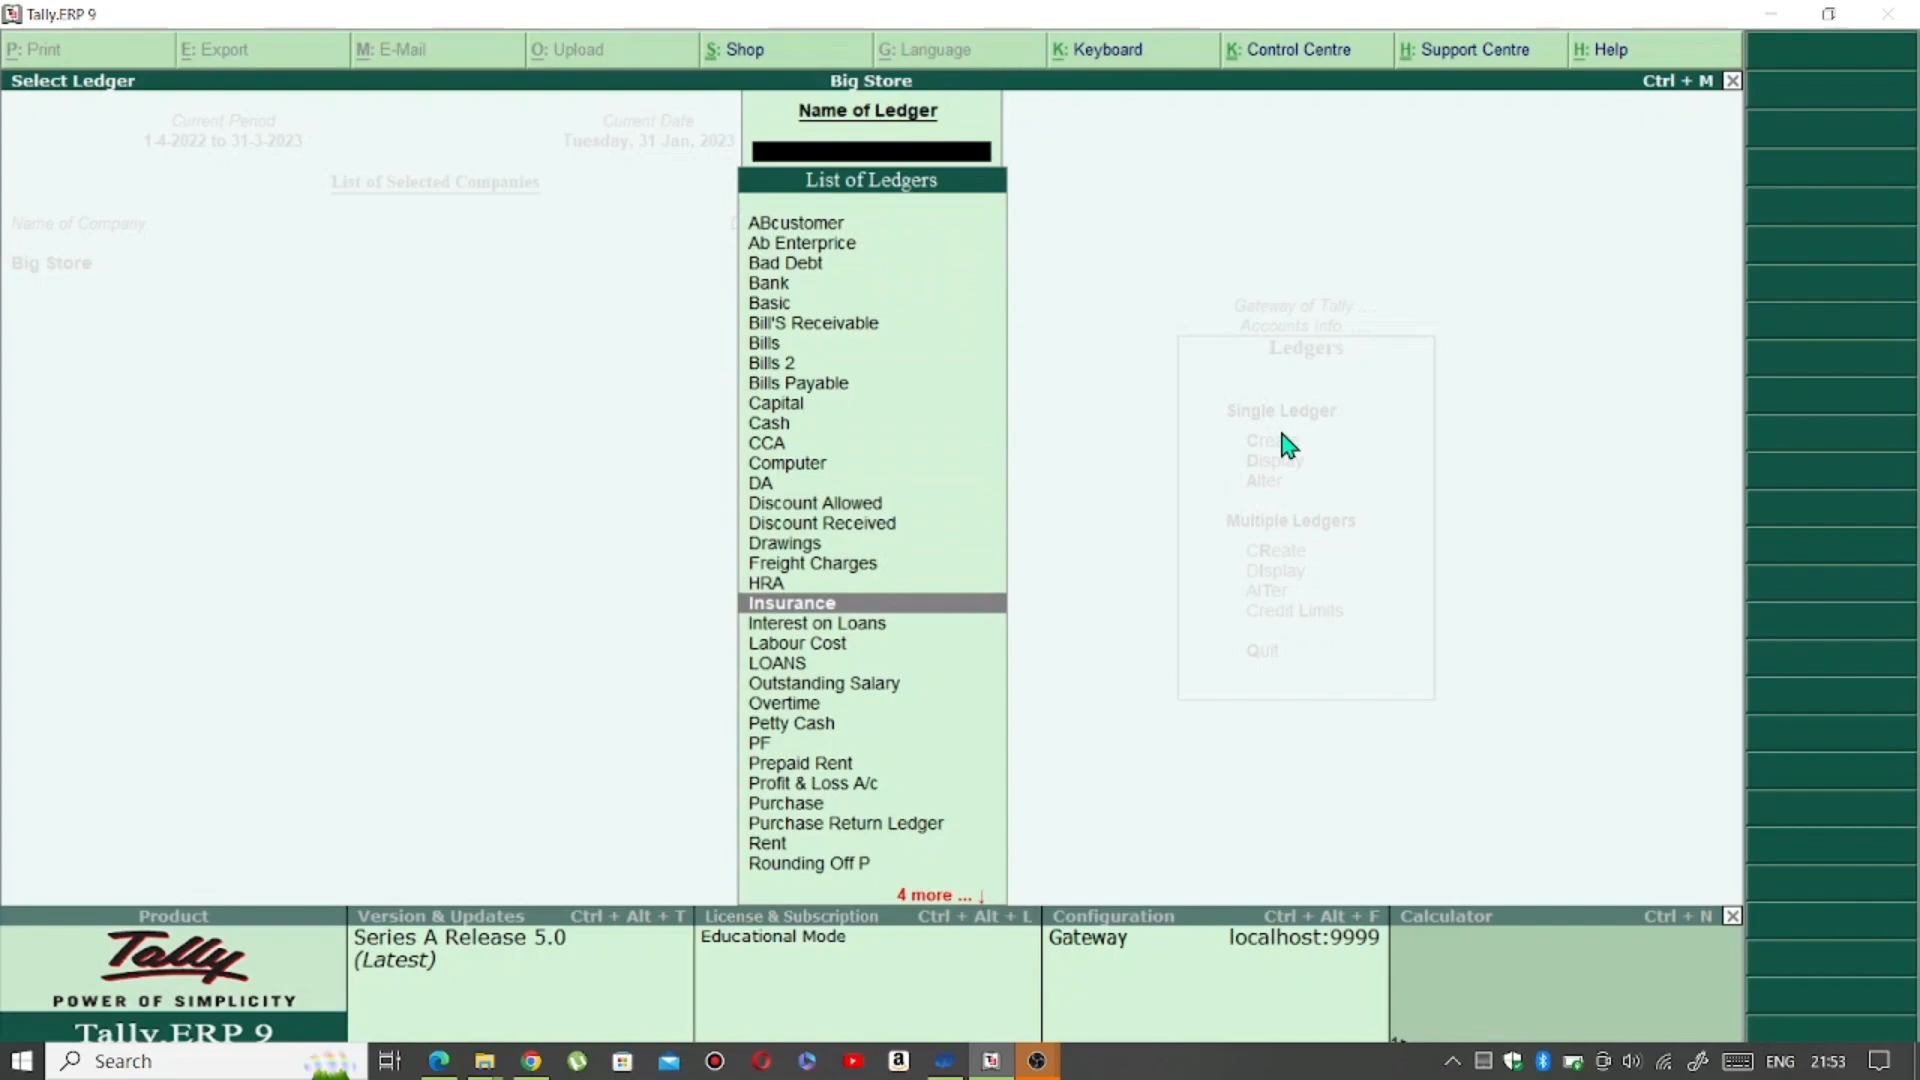 Tally.ERP 9
P: Print E: Export M: E-Mail O: Upload S: Shop G: Language K: Keyboard K: Control Centre H: Support Centre H: Help
Select Ledger Big Store Ctrl + M
Current Period Current Date
1-4-2022 to 31-3-2023 Tuesday, 31 Jan, 2023
List of Selected Companies
Name of Company
Big Store
Name of Ledger
List of Ledgers
ABcustomer
Ab Enterprice
Bad Debt
Bank
Basic
Bill'S Receivable
Bills
Bills 2
Bills Payable
Capital
Cash
CCA
Computer
DA
Discount Allowed
Discount Received
Drawings
Freight Charges
HRA
Insurance
Interest on Loans
Labour Cost
LOANS
Outstanding Salary
Overtime
Petty Cash
PF
Prepaid Rent
Profit & Loss A/c
Purchase
Purchase Return Ledger
Rent
Rounding Off P
4 more ... ↓
Gateway of Tally ....
Accounts Info. ....
Ledgers
Single Ledger
Display
Alter
Multiple Ledgers
CReate
DIsplay
AlTer
Credit Limits
Quit
Product Version & Updates Ctrl + Alt + T License & Subscription Ctrl + Alt + L Configuration Ctrl + Alt + F Calculator Ctrl + N
Tally
POWER OF SIMPLICITY
Tally.ERP 9
Series A Release 5.0
(Latest)
Educational Mode
Gateway localhost:9999
Search
ENG 21:53